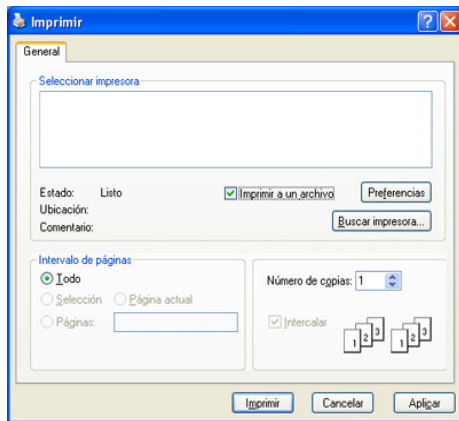 Imprimir
General
Seleccionar impresora
Estado: Listo
Imprimir a un archivo
Preferencias
Ubicación:
Comentario:
Buscar impresora...
Intervalo de páginas
Todo
Selección
Página actual
Páginas:
Número de copias: 1
Intercalar
1 2 3
1 2 3
Imprimir
Cancelar
Aplicar